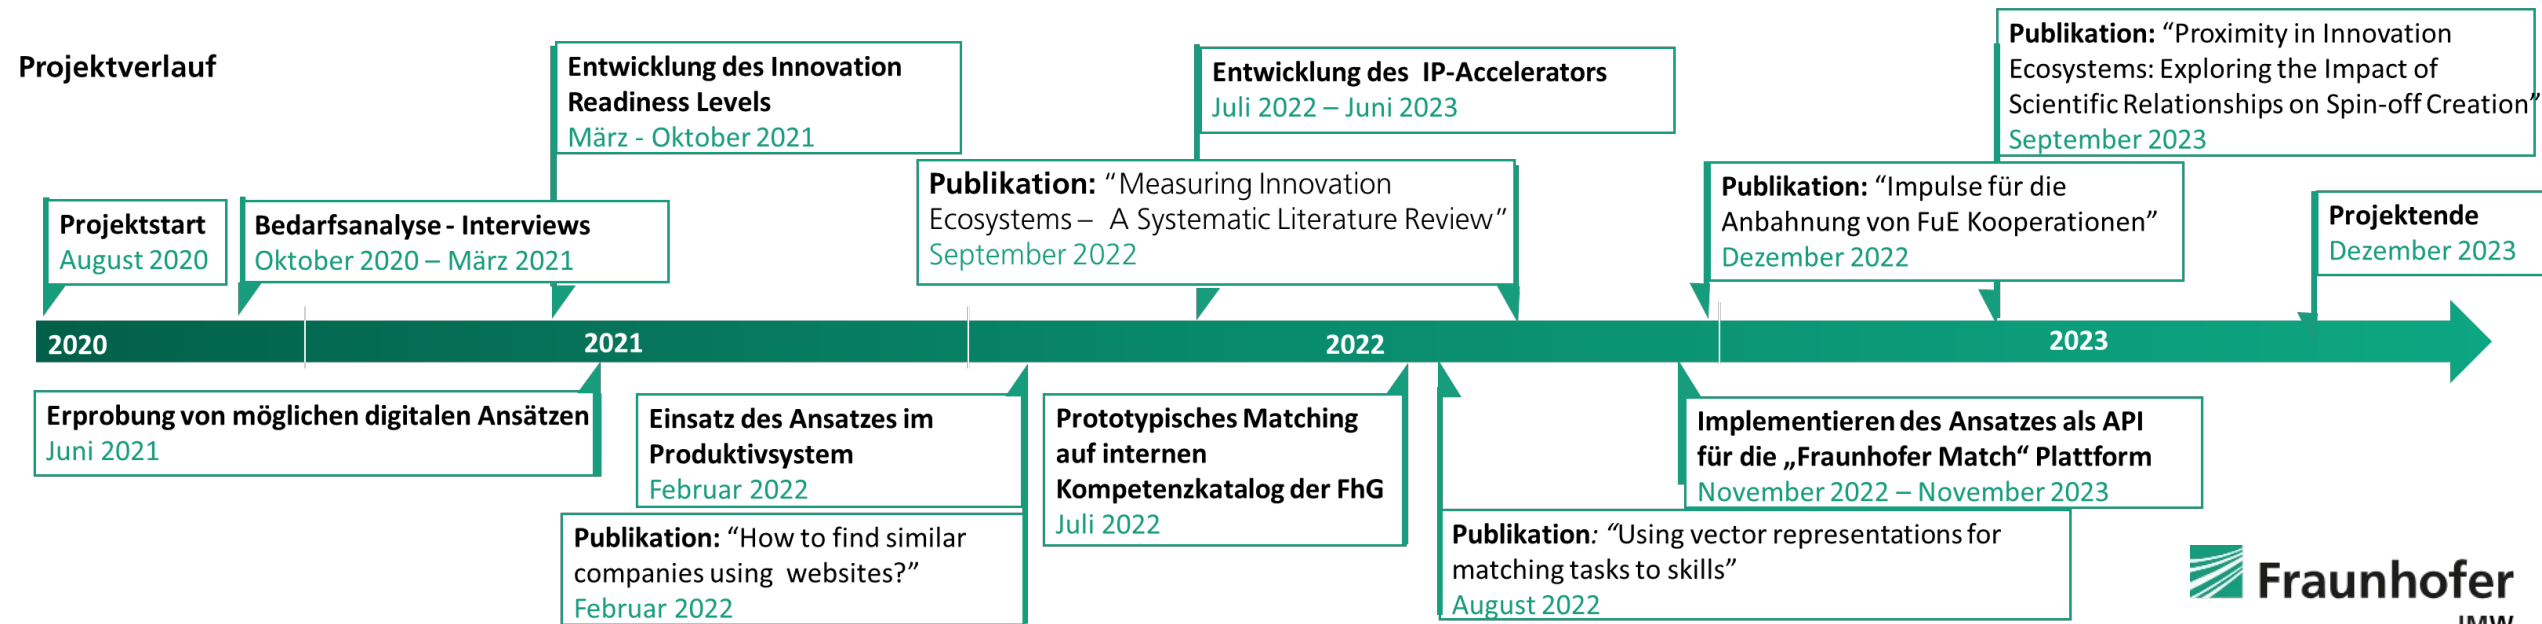 Projektverlauf
Entwicklung des Innovation
Readiness Levels
März - Oktober 2021
Entwicklung des IP-Accelerators
Juli 2022 – Juni 2023
Publikation: “Proximity in Innovation
Ecosystems: Exploring the Impact of
Scientific Relationships on Spin-off Creation”
September 2023
Projektstart
August 2020
Bedarfsanalyse - Interviews
Oktober 2020 – März 2021
Publikation: “Measuring Innovation
Ecosystems – A Systematic Literature Review”
September 2022
Publikation: “Impulse für die
Anbahnung von FuE Kooperationen”
Dezember 2022
Projektende
Dezember 2023
2020
2021
2022
2023
Erprobung von möglichen digitalen Ansätzen
Juni 2021
Einsatz des Ansatzes im
Produktivsystem
Februar 2022
Publikation: “How to find similar
companies using websites?”
Februar 2022
Prototypisches Matching
auf internen
Kompetenzkatalog der FhG
Juli 2022
Implementieren des Ansatzes als API
für die „Fraunhofer Match“ Plattform
November 2022 – November 2023
Publikation: “Using vector representations for
matching tasks to skills”
August 2022
Fraunhofer
IMW